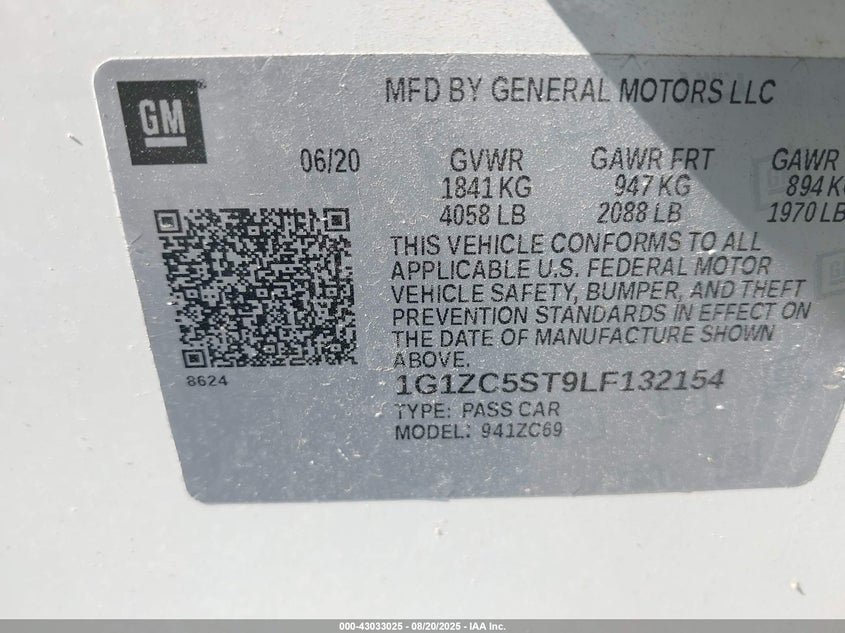 GM
MFD BY GENERAL MOTORS LLC
06/20 GVWR GAWR FRT GAWR
1841 KG 947 KG 894 KG
4058 LB 2088 LB 1970 LB
THIS VEHICLE CONFORMS TO ALL
APPLICABLE U.S. FEDERAL MOTOR
VEHICLE SAFETY, BUMPER, AND THEFT
PREVENTION STANDARDS IN EFFECT ON
THE DATE OF MANUFACTURE SHOWN
ABOVE.
8624
1G1ZC5ST9LF132154
TYPE: PASS CAR
MODEL: 941ZC69
000-43033025 - 08/20/2025 - IAA Inc.